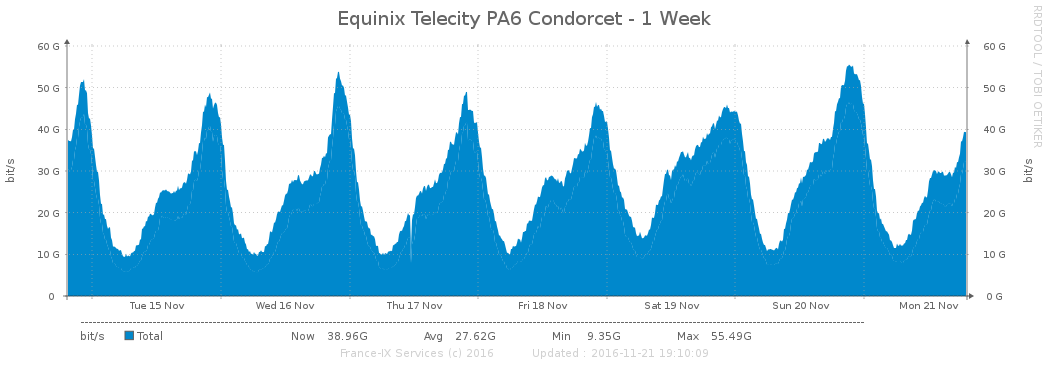 Equinix Telecity PA6 Condorcet - 1 Week
RRDTOOL / TOBI OETIKER
60 G 60 G
50 G 50 G
40 G 40 G
30 G 30 G
20 G 20 G
10 G 10 G
0 0 G
bit/s
bit/s
Tue 15 Nov Wed 16 Nov Thu 17 Nov Fri 18 Nov Sat 19 Nov Sun 20 Nov Mon 21 Nov
bit/s Total Now 38.96G Avg 27.62G Min 9.35G Max 55.49G
France-IX Services (c) 2016 Updated : 2016-11-21 19:10:09